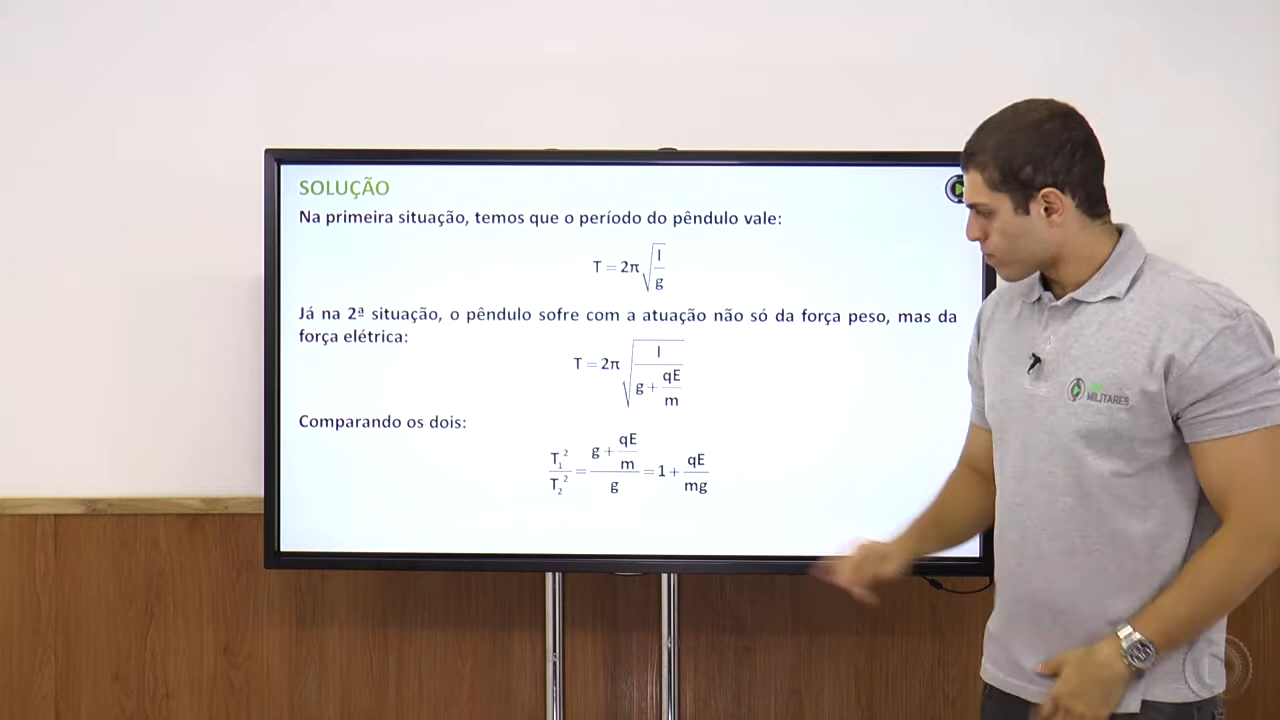 SOLUÇÃO
Na primeira situação, temos que o período do pêndulo vale:
T = 2π √(l/g)
Já na 2ª situação, o pêndulo sofre com a atuação não só da força peso, mas da
força elétrica:
T = 2π √(l/(g + qE/m))
Comparando os dois:
T₁²/T₂² = (g + qE/m)/g = 1 + qE/mg
MILITARES